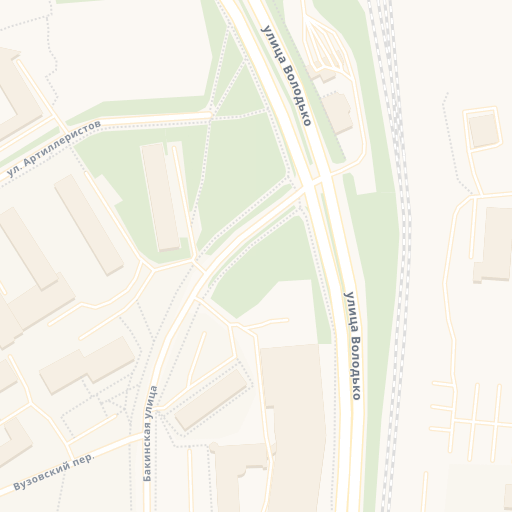 улица Володько
ул. Артиллеристов
улица Володько
Бакинская улица
Вузовский пер.